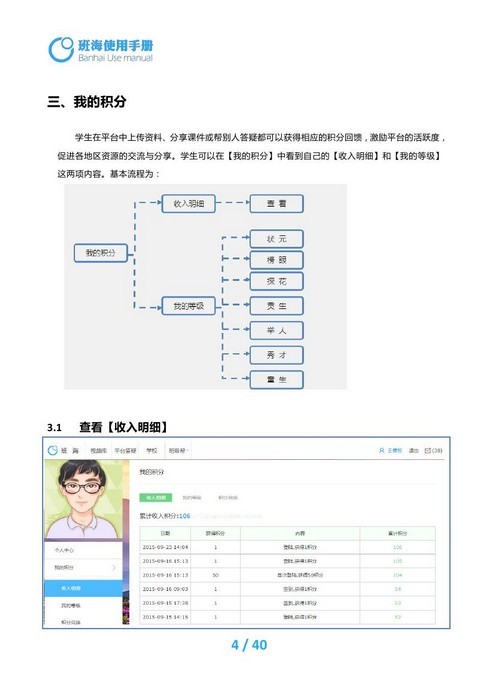 班海使用手册
Banhai Use manual
三、我的积分
学生在平台中上传资料、分享课件或帮别人答疑都可以获得相应的积分回馈，激励平台的活跃度，
促进各地区资源的交流与分享。学生可以在【我的积分】中看到自己的【收入明细】和【我的等级】
这两项内容。基本流程为：
我的积分
收入明细
查 看
我的等级
状 元
榜 眼
探 花
贡 生
举 人
秀 才
童 生
3.1 查看【收入明细】
班 海 视频库 平台答疑 学校
退出 (38)
我的积分
收入明细 我的等级 积分兑换
累计收入积分:106
日期 获得积分 内容 累计积分
2015-09-23 14:04 1 登陆,获得1积分 106
2015-09-16 15:13 1 登陆,获得1积分 105
2015-09-16 15:13 50 首次登陆,获得50积分 104
2015-09-16 09:03 1 签到,获得1积分 54
2015-09-15 17:28 1 签到,获得1积分 53
2015-09-15 14:15 1 登陆,获得1积分 52
个人中心
我的积分
收入明细
我的等级
积分兑换
4 / 40